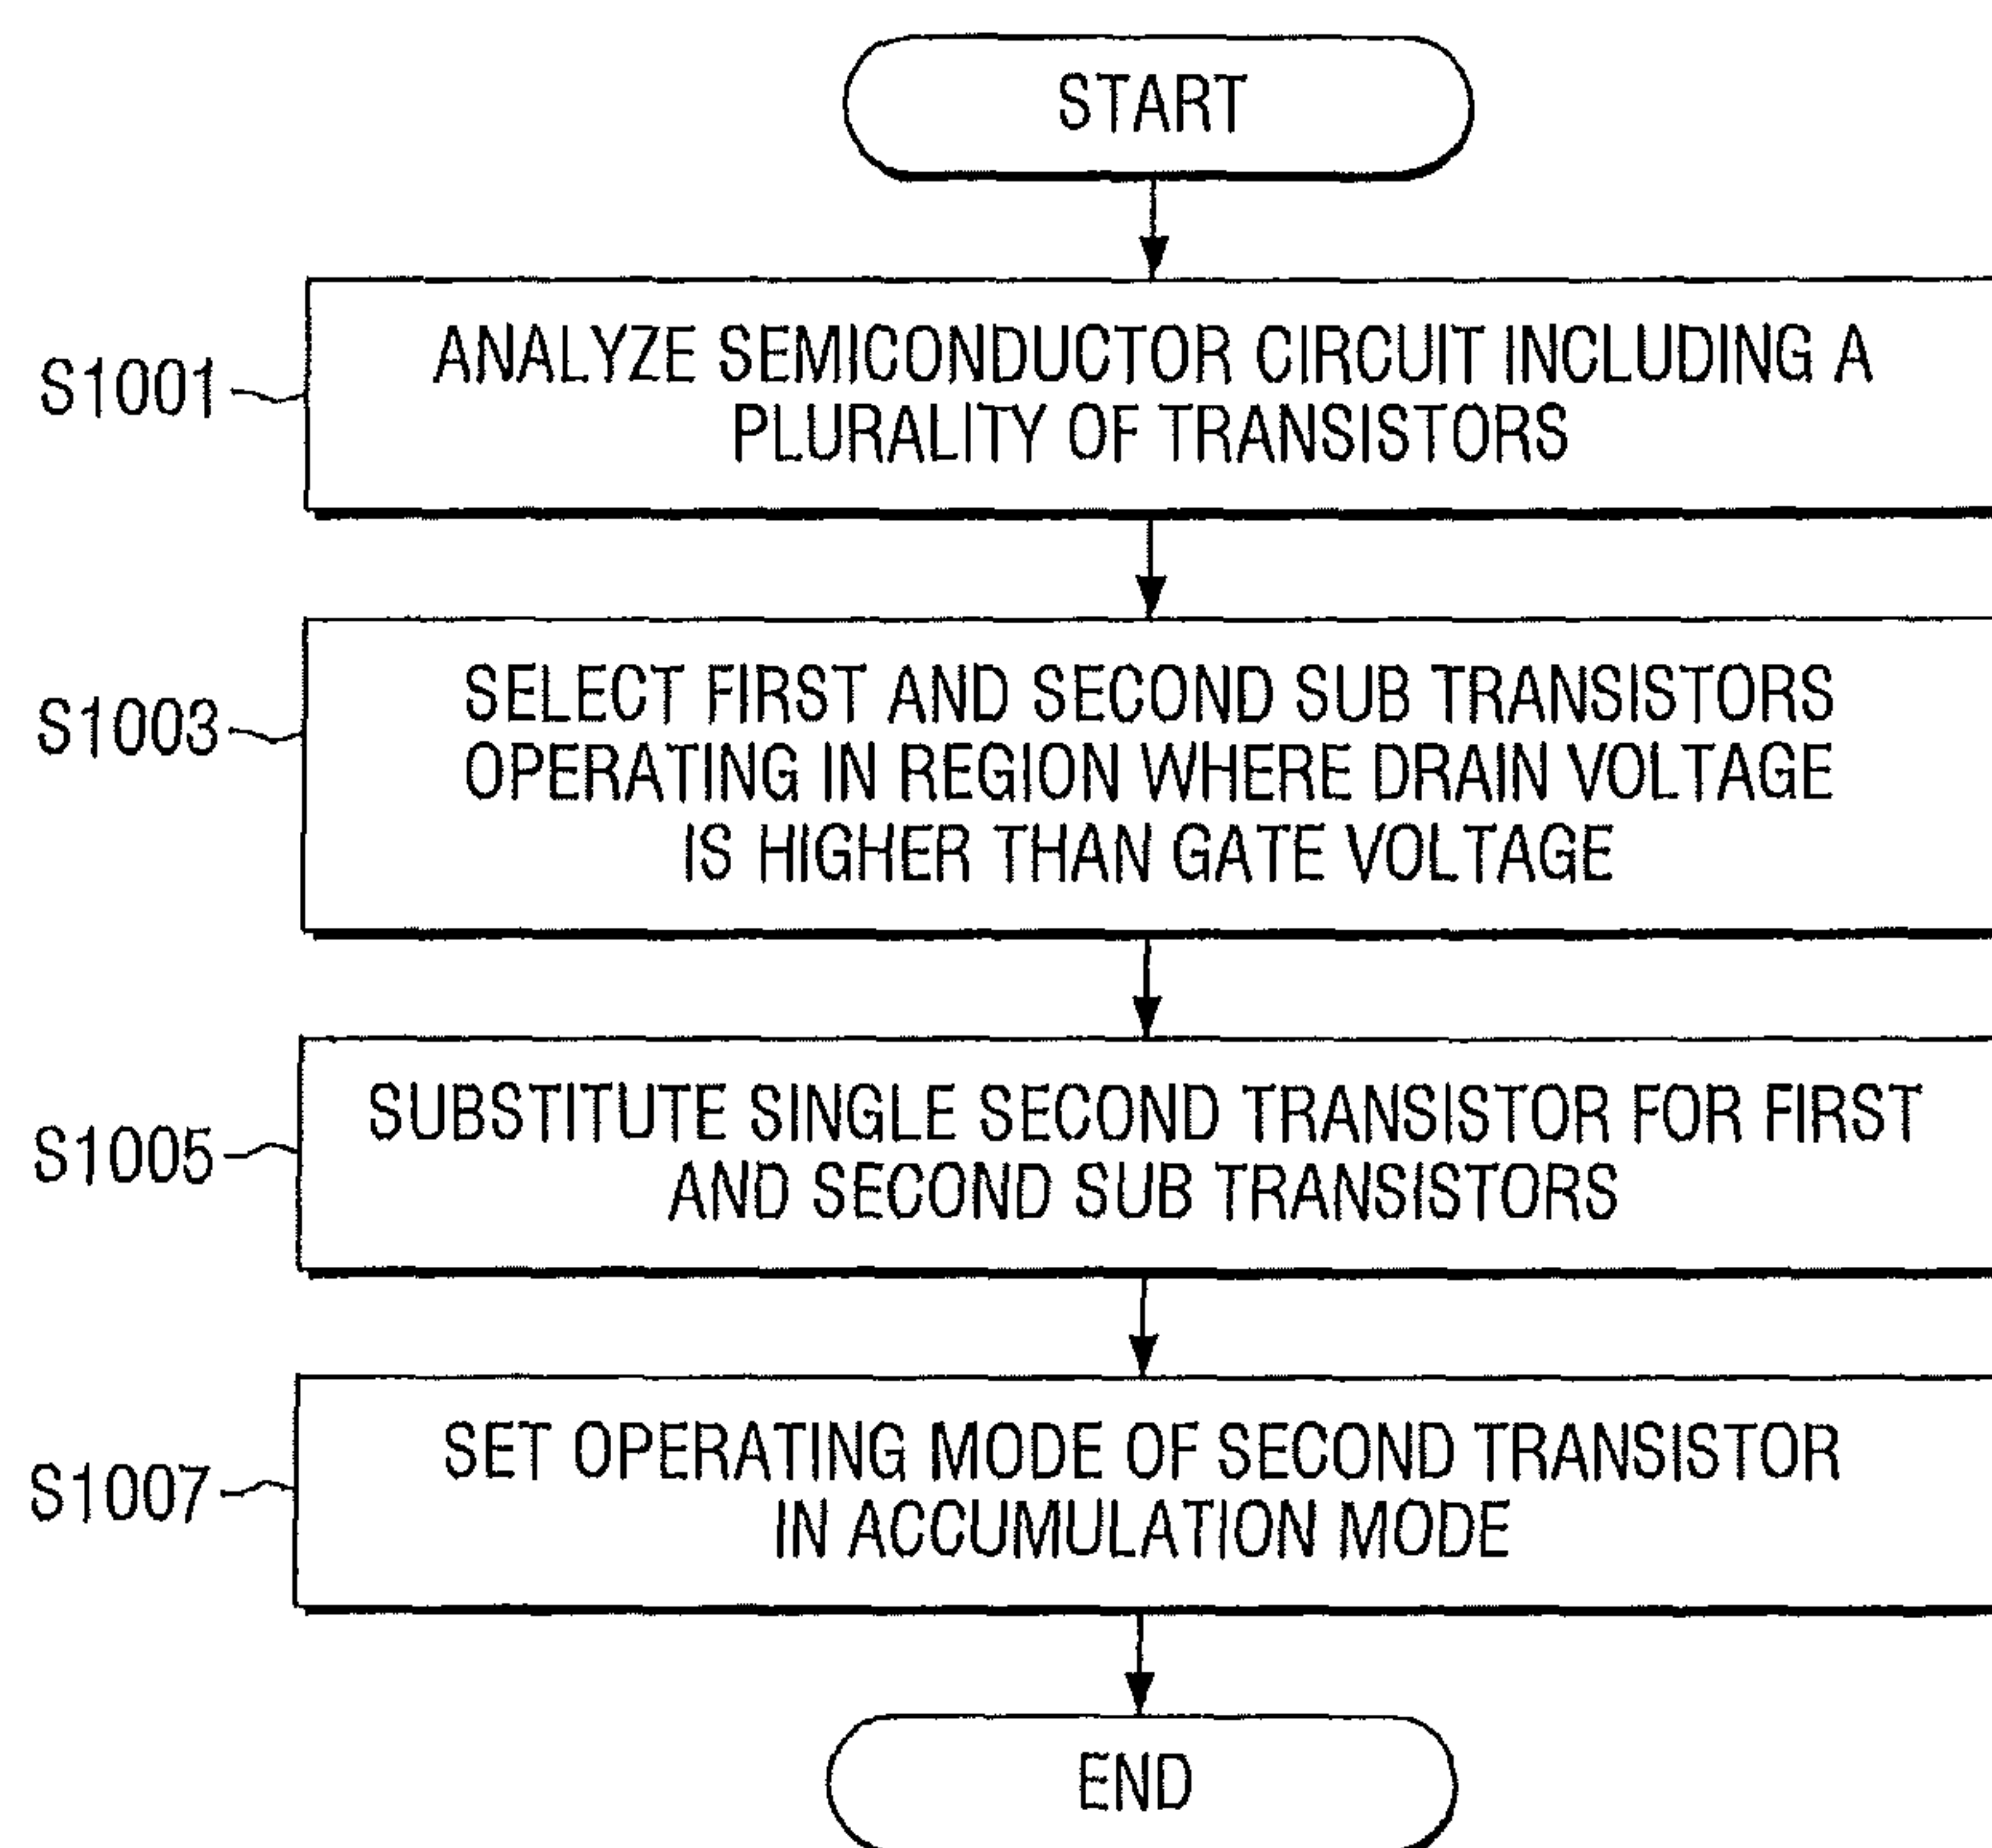 START
S1001
ANALYZE SEMICONDUCTOR CIRCUIT INCLUDING A
PLURALITY OF TRANSISTORS
S1003
SELECT FIRST AND SECOND SUB TRANSISTORS
OPERATING IN REGION WHERE DRAIN VOLTAGE
IS HIGHER THAN GATE VOLTAGE
S1005
SUBSTITUTE SINGLE SECOND TRANSISTOR FOR FIRST
AND SECOND SUB TRANSISTORS
S1007
SET OPERATING MODE OF SECOND TRANSISTOR
IN ACCUMULATION MODE
END